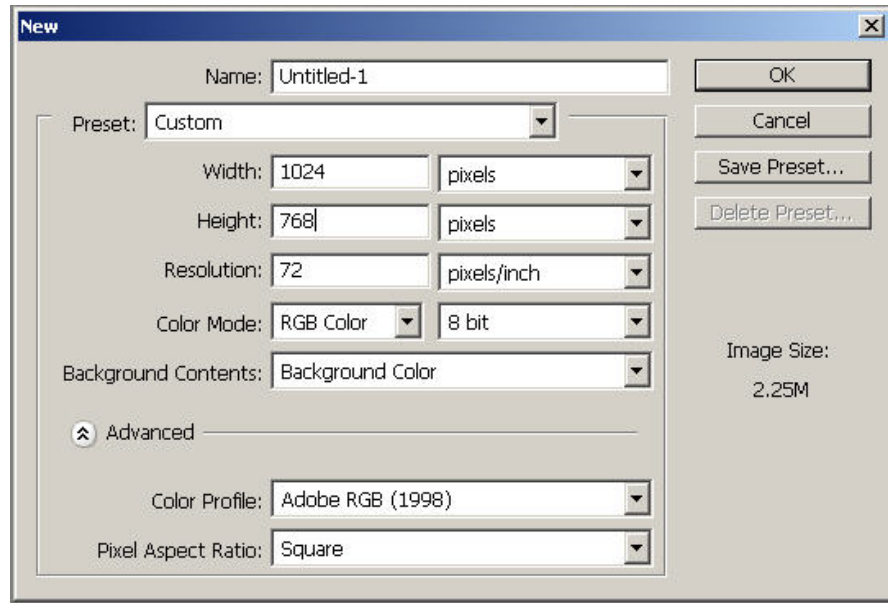 New
Name: Untitled-1
OK
Preset: Custom
Cancel
Width: 1024 pixels
Save Preset...
Height: 768 pixels
Delete Preset...
Resolution: 72 pixels/inch
Color Mode: RGB Color 8 bit
Image Size:
Background Contents: Background Color
2.25M
Advanced
Color Profile: Adobe RGB (1998)
Pixel Aspect Ratio: Square